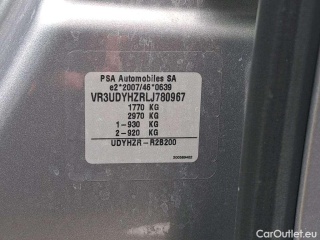 PSA Automobiles SA
e2*2007/46*0639
VR3UDYHZRLJ780967
1770 KG
2970 KG
1-930 KG
2-920 KG
UDYHZR-R2B200
© CarOutlet.eu